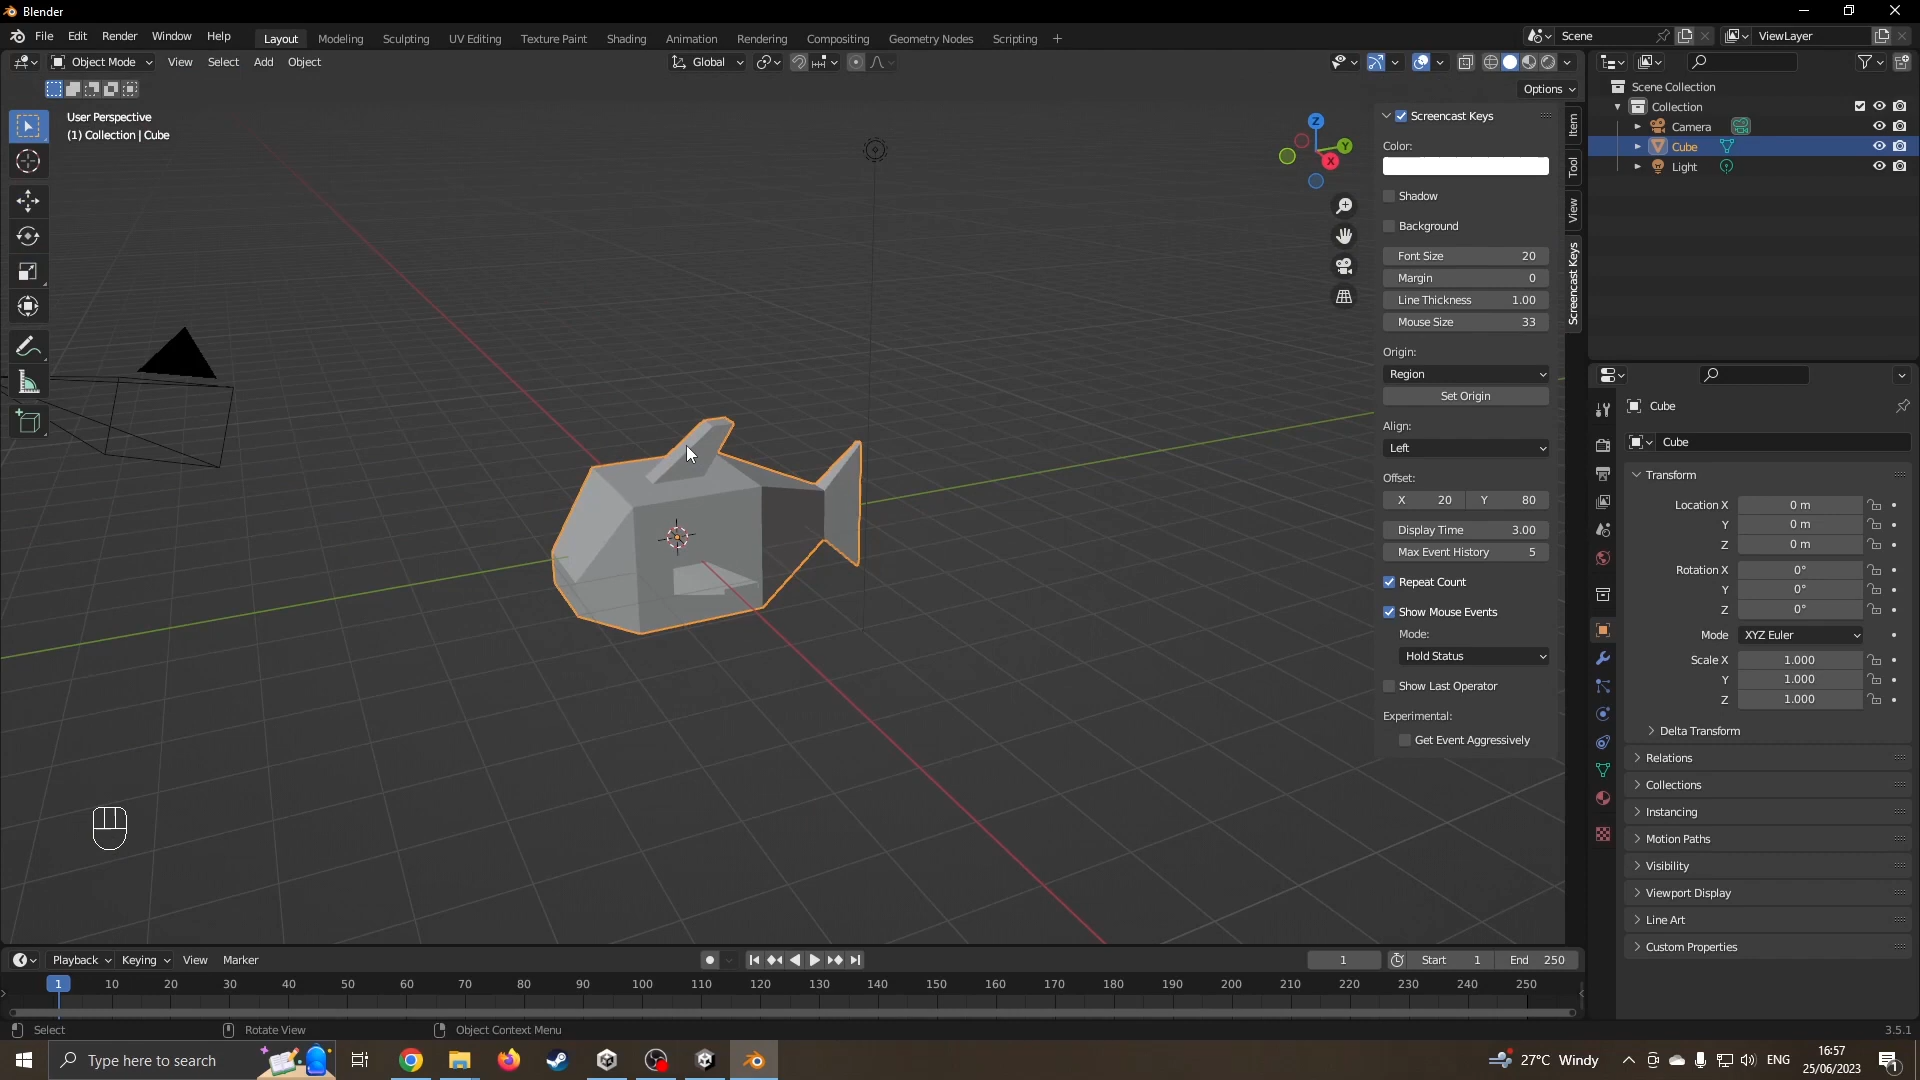 Blender
File Edit Render Window Help Layout Modeling Sculpting UV Editing Texture Paint Shading Animation Rendering Compositing Geometry Nodes Scripting + Scene ViewLayer
Object Mode View Select Add Object Global
Options
User Perspective
(1) Collection | Cube
Z
Y
X
Screencast Keys
Color:
Shadow
Background
Font Size 20
Margin 0
Line Thickness 1.00
Mouse Size 33
Origin:
Region
Set Origin
Align:
Left
Offset:
X 20 Y 80
Display Time 3.00
Max Event History 5
Repeat Count
Show Mouse Events
Mode:
Hold Status
Show Last Operator
Experimental:
Get Event Aggressively
Item
Tool
View
Screencast Keys
Scene Collection
Collection
Camera
Cube
Light
Cube
Cube
Transform
Location X 0 m
Y 0 m
Z 0 m
Rotation X 0°
Y 0°
Z 0°
Mode XYZ Euler
Scale X 1.000
Y 1.000
Z 1.000
Delta Transform
Relations
Collections
Instancing
Motion Paths
Visibility
Viewport Display
Line Art
Custom Properties
Playback Keying View Marker 1 Start 1 End 250
1 10 20 30 40 50 60 70 80 90 100 110 120 130 140 150 160 170 180 190 200 210 220 230 240 250
Select Rotate View Object Context Menu 3.5.1
Type here to search 27°C Windy ENG 16:57
25/06/2023
1